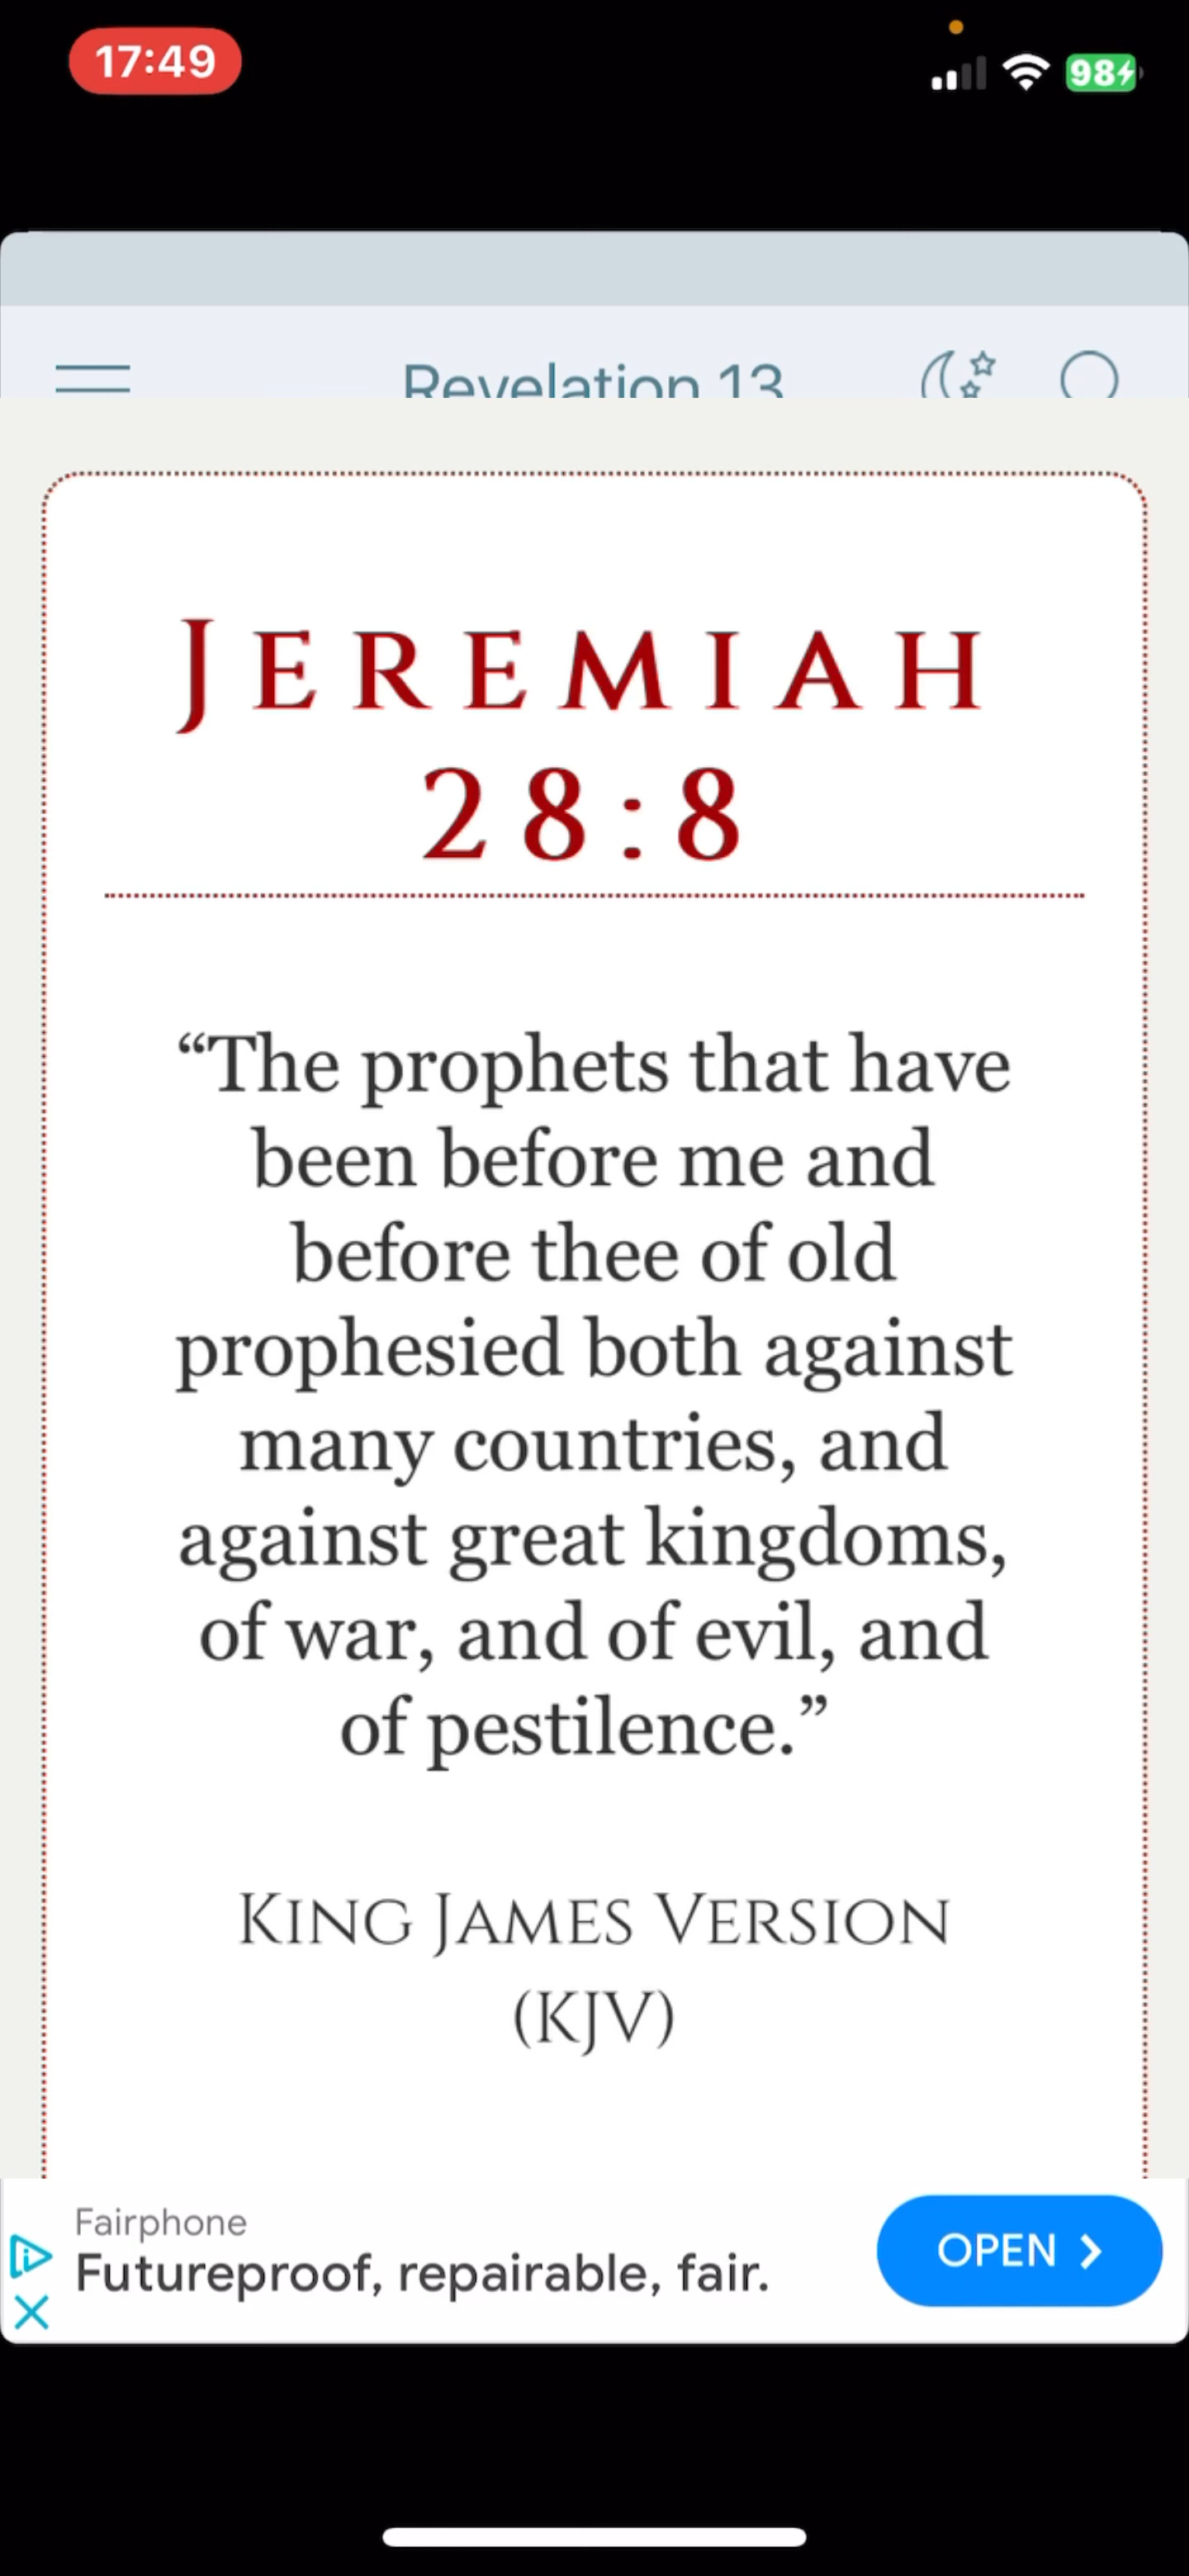 17:49
98
Revelation 13
JEREMIAH
28:8
“The prophets that have
been before me and
before thee of old
prophesied both against
many countries, and
against great kingdoms,
of war, and of evil, and
of pestilence.”
KING JAMES VERSION
(KJV)
Fairphone
Futureproof, repairable, fair.
OPEN